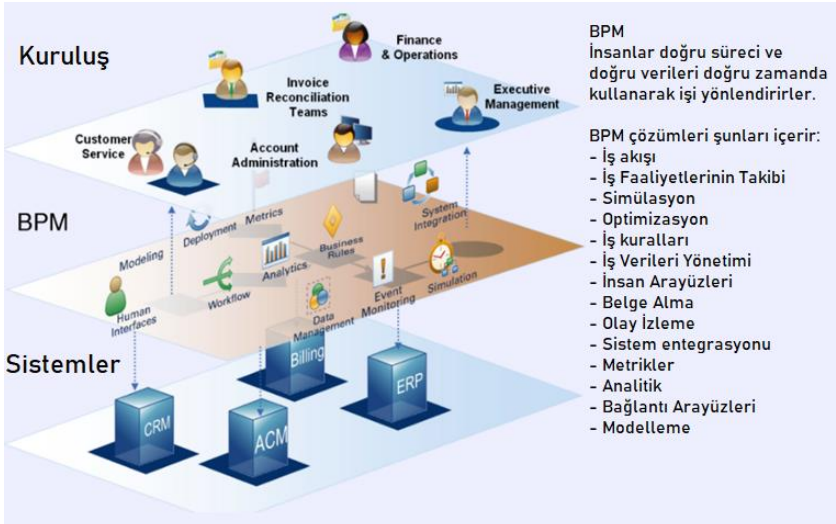 Kuruluş
Finance
& Operations
Invoice
Reconciliation
Teams
Executive
Management
Customer
Service
Account
Administration
BPM
Deployment
Metrics
System
Integration
Modeling
Business
Rules
Analytics
Workflow
Event
Monitoring
Simulation
Human
Interfaces
Data
Management
Sistemler
Billing
ERP
CRM
ACM
BPM
İnsanlar doğru süreci ve
doğru verileri doğru zamanda
kullanarak işi yönlendirirler.
BPM çözümleri şunları içerir:
- İş akışı
- İş Faaliyetlerinin Takibi
- Simülasyon
- Optimizasyon
- İş kuralları
- İş Verileri Yönetimi
- İnsan Arayüzleri
- Belge Alma
- Olay İzleme
- Sistem entegrasyonu
- Metrikler
- Analitik
- Bağlantı Arayüzleri
- Modelleme